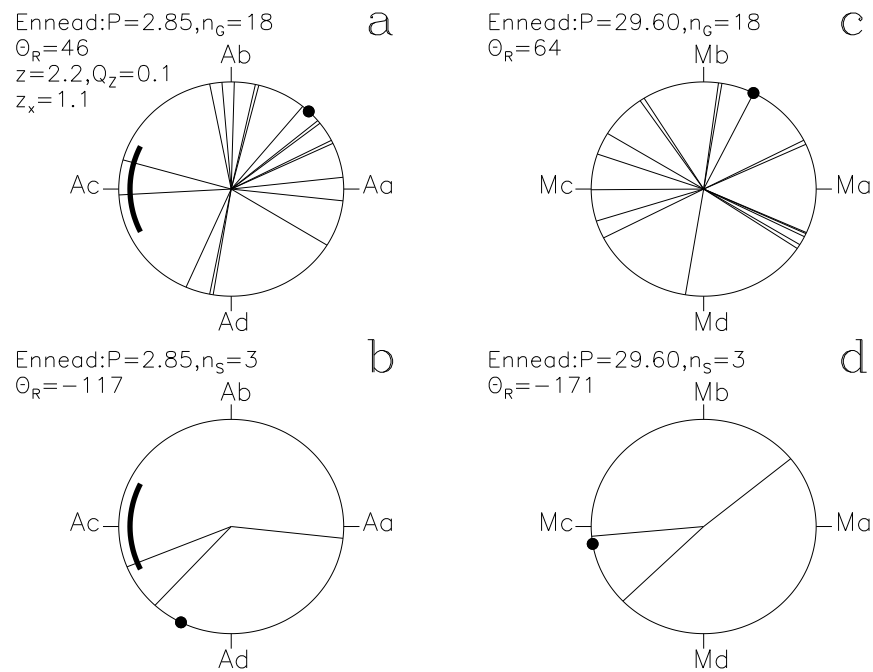 Ennead:P=2.85,n_G=18
Θ_R=46
z=2.2,Q_Z=0.1
z_x=1.1
a
Ab
Ac
Aa
Ad
Ennead:P=29.60,n_G=18
Θ_R=64
c
Mb
Mc
Ma
Md
Ennead:P=2.85,n_S=3
Θ_R=−117
b
Ab
Ac
Aa
Ad
Ennead:P=29.60,n_S=3
Θ_R=−171
d
Mb
Mc
Ma
Md